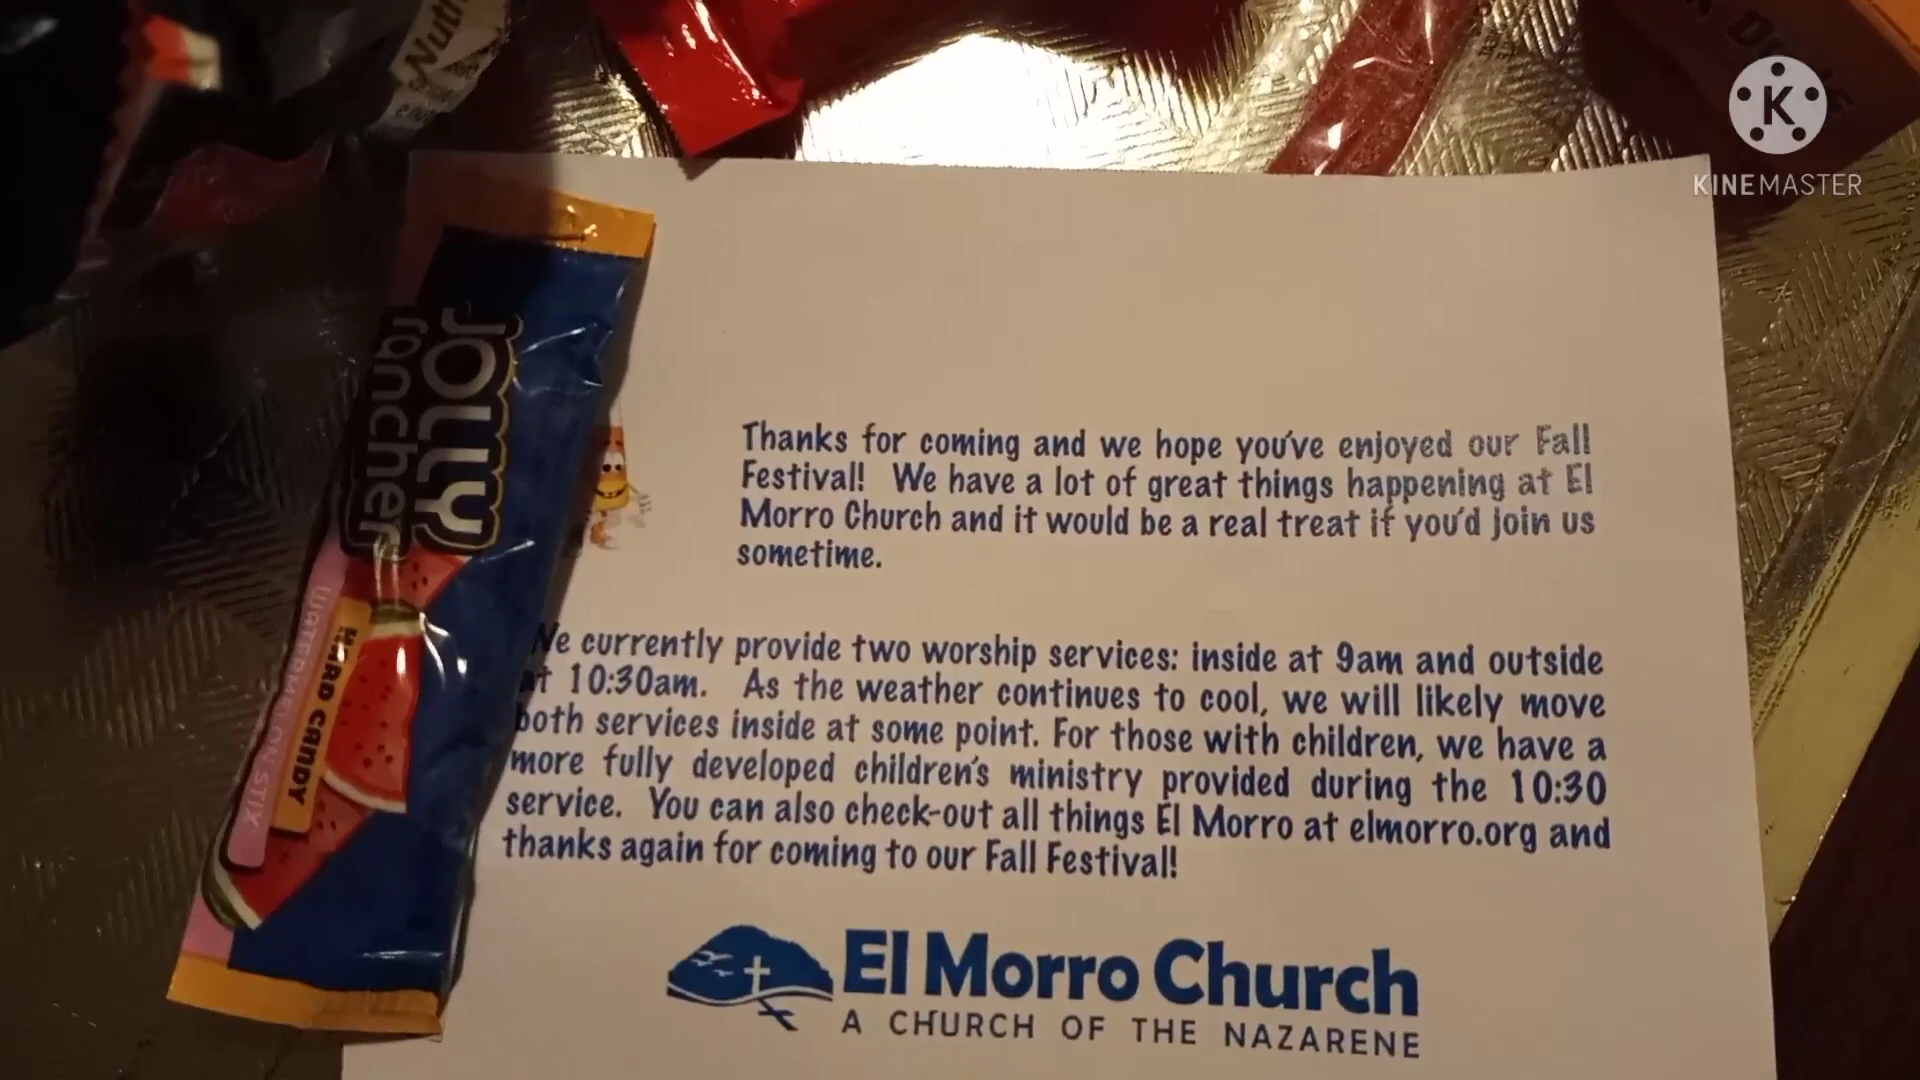 KINEMASTER
JOLLY
rancher
WATERMELON STIX
HARD CANDY
Thanks for coming and we hope you've enjoyed our Fall
Festival! We have a lot of great things happening at El
Morro Church and it would be a real treat if you'd join us
sometime.
We currently provide two worship services: inside at 9am and outside
at 10:30am. As the weather continues to cool, we will likely move
both services inside at some point. For those with children, we have a
more fully developed children's ministry provided during the 10:30
service. You can also check-out all things El Morro at elmorro.org and
thanks again for coming to our Fall Festival!
El Morro Church
A CHURCH OF THE NAZARENE